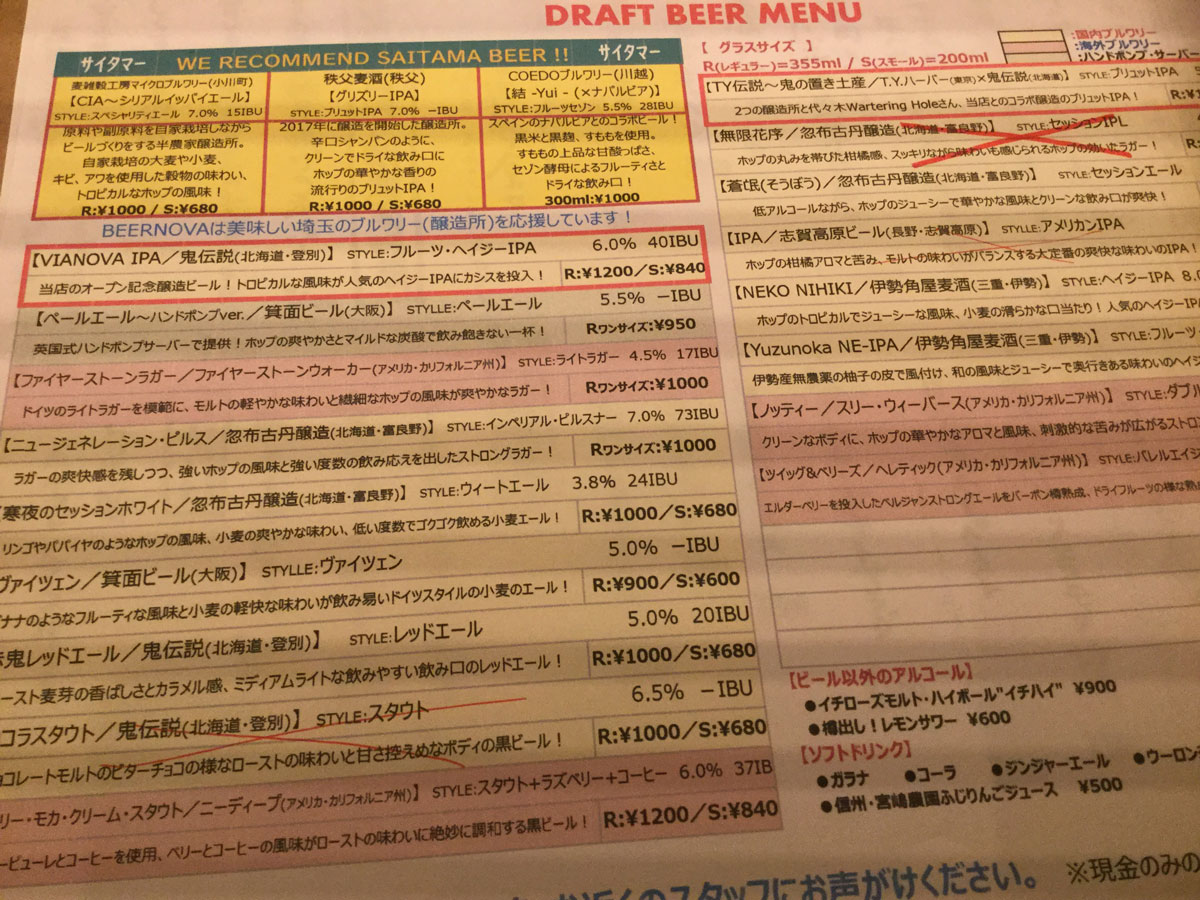 DRAFT BEER MENU
サイタマー WE RECOMMEND SAITAMA BEER !! サイタマー
麦雑穀工房マイクロブルワリー(小川町)
【CIA～シリアルイッパイエール】
STYLE:スペシャリティエール 7.0% 15IBU
原料や副原料を自家栽培しながら
ビールづくりをする半農家醸造所。
自家栽培の大麦や小麦、
キビ、アワを使用した穀物の味わい、
トロピカルなホップの風味！
R:¥1000 / S:¥680
秩父麦酒(秩父)
【グリズリーIPA】
STYLE:ブリュットIPA 7.0% －IBU
2017年に醸造を開始した醸造所。
辛口シャンパンのように、
クリーンでドライな飲み口に
ホップの華やかな香りの
流行りのブリュットIPA！
R:¥1000 / S:¥680
COEDOブルワリー(川越)
【結 -Yui -(×ナパルビア)】
STYLE:フルーツセゾン 5.5% 28IBU
スペインのナパルビアとのコラボビール！
黒米と黒麹、すももを使用。
すももの上品な甘酸っぱさ、
セゾン酵母によるフルーティさと
ドライな飲み口！
300ml:¥1000
BEERNOVAは美味しい埼玉のブルワリー(醸造所)を応援しています！
【VIANOVA IPA／鬼伝説(北海道・登別)】 STYLE:フルーツ・ヘイジーIPA 6.0% 40IBU
当店のオープン記念醸造ビール！トロピカルな風味が人気のヘイジーIPAにカシスを投入！ R:¥1200/S:¥840
【ペールエール～ハンドポンプver.／箕面ビール(大阪)】 STYLLE:ペールエール 5.5% －IBU
英国式ハンドポンプサーバーで提供！ホップの爽やかさとマイルドな炭酸で飲み飽きない一杯！ Rワンサイズ:¥950
【ファイヤーストーンラガー／ファイヤーストーンウォーカー(アメリカ・カリフォルニア州)】 STYLE:ライトラガー 4.5% 17IBU
ドイツのライトラガーを模範に、モルトの軽やかな味わいと繊細なホップの風味が爽やかなラガー！ Rワンサイズ:¥1000
【ニュージェネレーション・ピルス／忽布古丹醸造(北海道・富良野)】 STYLE:インペリアル・ピルスナー 7.0% 73IBU
ラガーの爽快感を残しつつ、強いホップの風味と強い度数の飲み応えを出したストロングラガー！ Rワンサイズ:¥1000
寒夜のセッションホワイト／忽布古丹醸造(北海道・富良野)】 STYLE:ウィートエール 3.8% 24IBU
リンゴやパパイヤのようなホップの風味、小麦の爽やかな味わい、低い度数でゴクゴク飲める小麦エール！ R:¥1000／S:¥680
ヴァイツェン／箕面ビール(大阪)】 STYLLE:ヴァイツェン 5.0% －IBU
ナナのようなフルーティな風味と小麦の軽快な味わいが飲み易いドイツスタイルの小麦のエール！ R:¥900／S:¥600
鬼レッドエール／鬼伝説(北海道・登別)】 STYLE:レッドエール 5.0% 20IBU
ースト麦芽の香ばしさとカラメル感、ミディアムライトな飲みやすい飲み口のレッドエール！ R:¥1000／S:¥680
コラスタウト／鬼伝説(北海道・登別)】 STYLE:スタウト 6.5% －IBU
ョコレートモルトのビターチョコの様なローストの味わいと甘さ控えめなボディの黒ビール！ R:¥1000／S:¥680
リー・モカ・クリーム・スタウト／ニーディープ(アメリカ・カリフォルニア州)】 STYLE:スタウト+ラズベリー+コーヒー 6.0% 37IB
ーピューレとコーヒーを使用、ベリーとコーヒーの風味がローストの味わいに絶妙に調和する黒ビール！ R:¥1200／S:¥840
【 グラスサイズ 】
R(レギュラー)=355ml / S(スモール)=200ml
:国内ブルワリー
:海外ブルワリー
:ハンドポンプ・サーバー
【TY伝説～鬼の置き土産／T.Y.ハーバー(東京)×鬼伝説(北海道)】 STYLE:ブリュットIPA
2つの醸造所と代々木Wartering Holeさん、当店とのコラボ醸造のブリュットIPA！
【無限花序／忽布古丹醸造(北海道・富良野)】 STYLE:セッションIPL
ホップの丸みを帯びた柑橘感、スッキリながら味わいも感じられるホップの効いたラガー！
【蒼氓(そうぼう)／忽布古丹醸造(北海道・富良野)】 STYLE:セッションエール
低アルコールながら、ホップのジューシーで華やかな風味とクリーンな飲み口が爽快！
【IPA／志賀高原ビール(長野・志賀高原)】 STYLE:アメリカンIPA
ホップの柑橘アロマと苦み、モルトの味わいがバランスする大定番の爽快な味わいのIPA！
【NEKO NIHIKI／伊勢角屋麦酒(三重・伊勢)】 STYLE:ヘイジーIPA 8.0
ホップのトロピカルでジューシーな風味、小麦の滑らかな口当たり！人気のヘイジーIPA
【Yuzunoka NE-IPA／伊勢角屋麦酒(三重・伊勢)】 STYLE:フルーツ
伊勢産無農薬の柚子の皮で風付け、和の風味とジューシーで奥行きある味わいのヘイジ
【ノッティー／スリー・ウィーバース(アメリカ・カリフォルニア州)】 STYLE:ダブル
クリーンなボディに、ホップの華やかなアロマと風味、刺激的な苦みが広がるストロン
【ツイッグ&ベリーズ／ヘレティック(アメリカ・カリフォルニア州)】 STYLE:バレルエイジ
エルダーベリーを投入したベルジャンストロングエールをバーボン樽熟成、ドライフルーツの様な熟成
【ビール以外のアルコール】
●イチローズモルト・ハイボール"イチハイ" ¥900
●樽出し！レモンサワー ¥600
【ソフトドリンク】
●ガラナ ●コーラ ●ジンジャーエール ●ウーロン
●信州・宮嶋農園ふじりんごジュース ¥500
くのスタッフにお声がけください。 ※現金のみの